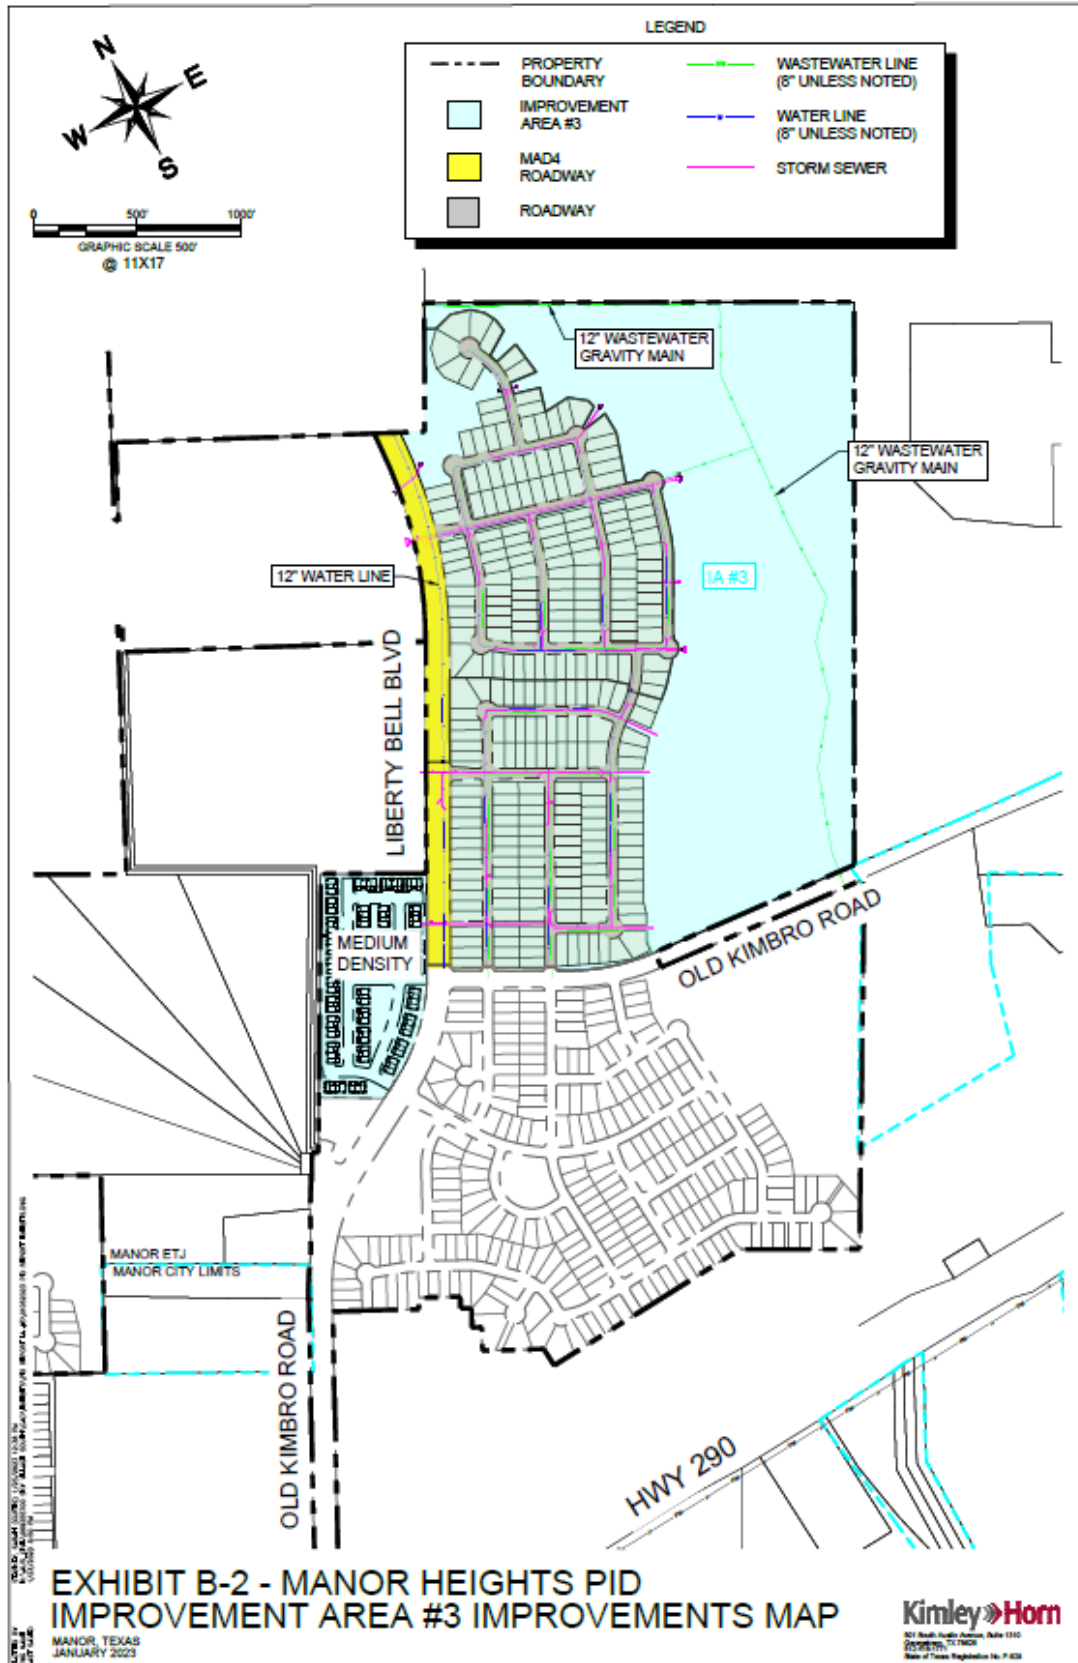 LEGEND
PROPERTY
BOUNDARY
IMPROVEMENT
AREA #3
MAD4
ROADWAY
ROADWAY
WASTEWATER LINE
(8" UNLESS NOTED)
WATER LINE
(8" UNLESS NOTED)
STORM SEWER
N
E
W
S
0
500'
1000'
GRAPHIC SCALE 500'
@ 11X17
12" WASTEWATER
GRAVITY MAIN
12" WASTEWATER
GRAVITY MAIN
12" WATER LINE
IA #3
LIBERTY BELL BLVD
MEDIUM
DENSITY
OLD KIMBRO ROAD
MANOR ETJ
MANOR CITY LIMITS
OLD KIMBRO ROAD
HWY 290
EXHIBIT B-2 - MANOR HEIGHTS PID
IMPROVEMENT AREA #3 IMPROVEMENTS MAP
MANOR, TEXAS
JANUARY 2023
Kimley»Horn